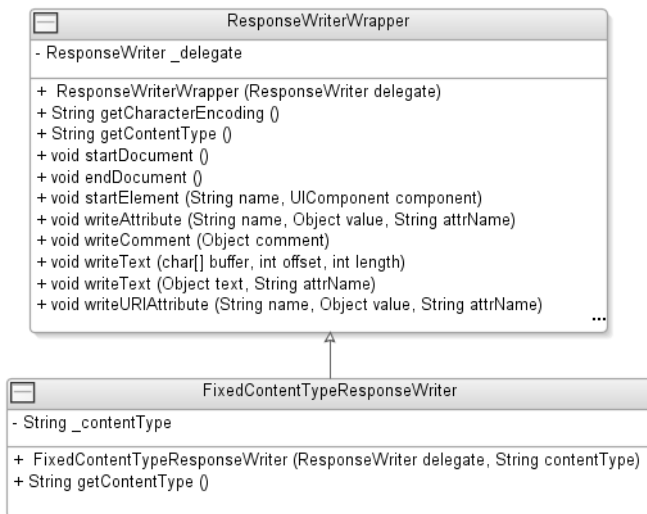 ResponseWriterWrapper
- ResponseWriter _delegate
+ ResponseWriterWrapper (ResponseWriter delegate)
+ String getCharacterEncoding ()
+ String getContentType ()
+ void startDocument ()
+ void endDocument ()
+ void startElement (String name, UIComponent component)
+ void writeAttribute (String name, Object value, String attrName)
+ void writeComment (Object comment)
+ void writeText (char[] buffer, int offset, int length)
+ void writeText (Object text, String attrName)
+ void writeURIAttribute (String name, Object value, String attrName)
...
FixedContentTypeResponseWriter
- String _contentType
+ FixedContentTypeResponseWriter (ResponseWriter delegate, String contentType)
+ String getContentType ()